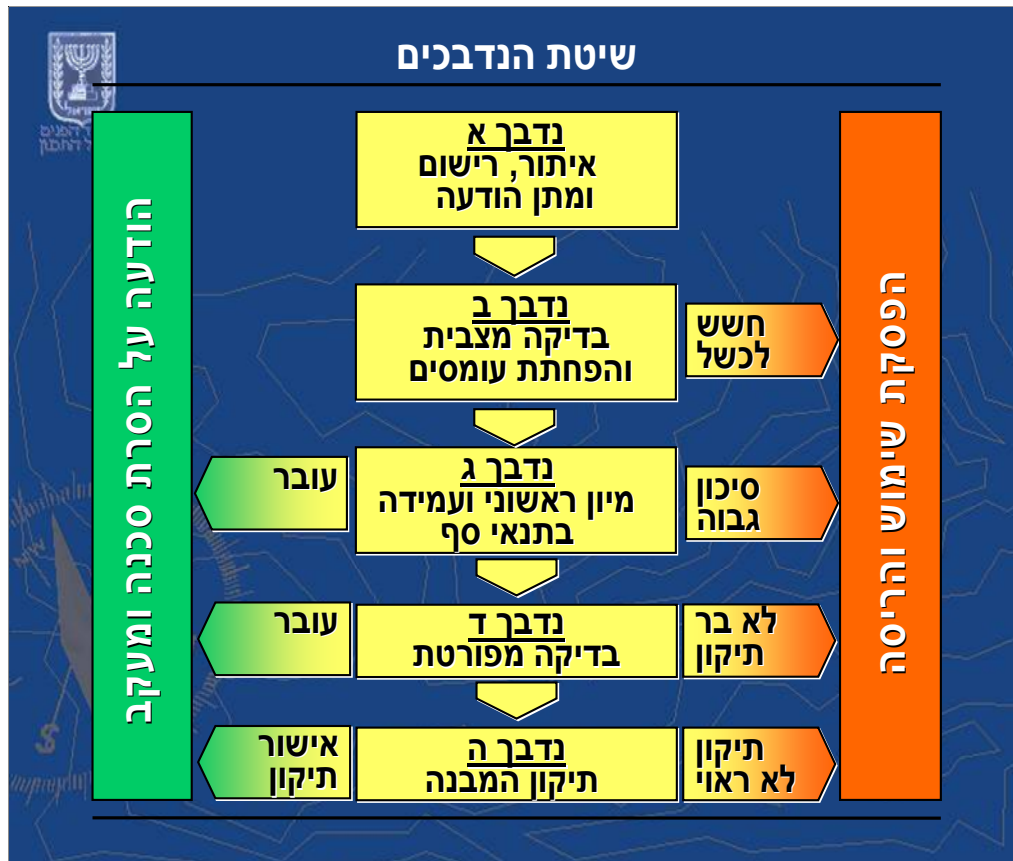 שיטת הנדבכים
ישראל
נדבך א
איתור, רישום
ומתן הודעה
נדבך ב
בדיקה מצבית
והפחתת עומסים
חשש
לכשל
נדבך ג
מיון ראשוני ועמידה
בתנאי סף
סיכון
גבוה
עובר
נדבך ד
בדיקה מפורטת
לא בר
תיקון
עובר
נדבך ה
תיקון המבנה
תיקון
לא ראוי
אישור
תיקון
הפסקת שימוש והריסה
הודעה על הסרת סכנה ומעקב
S